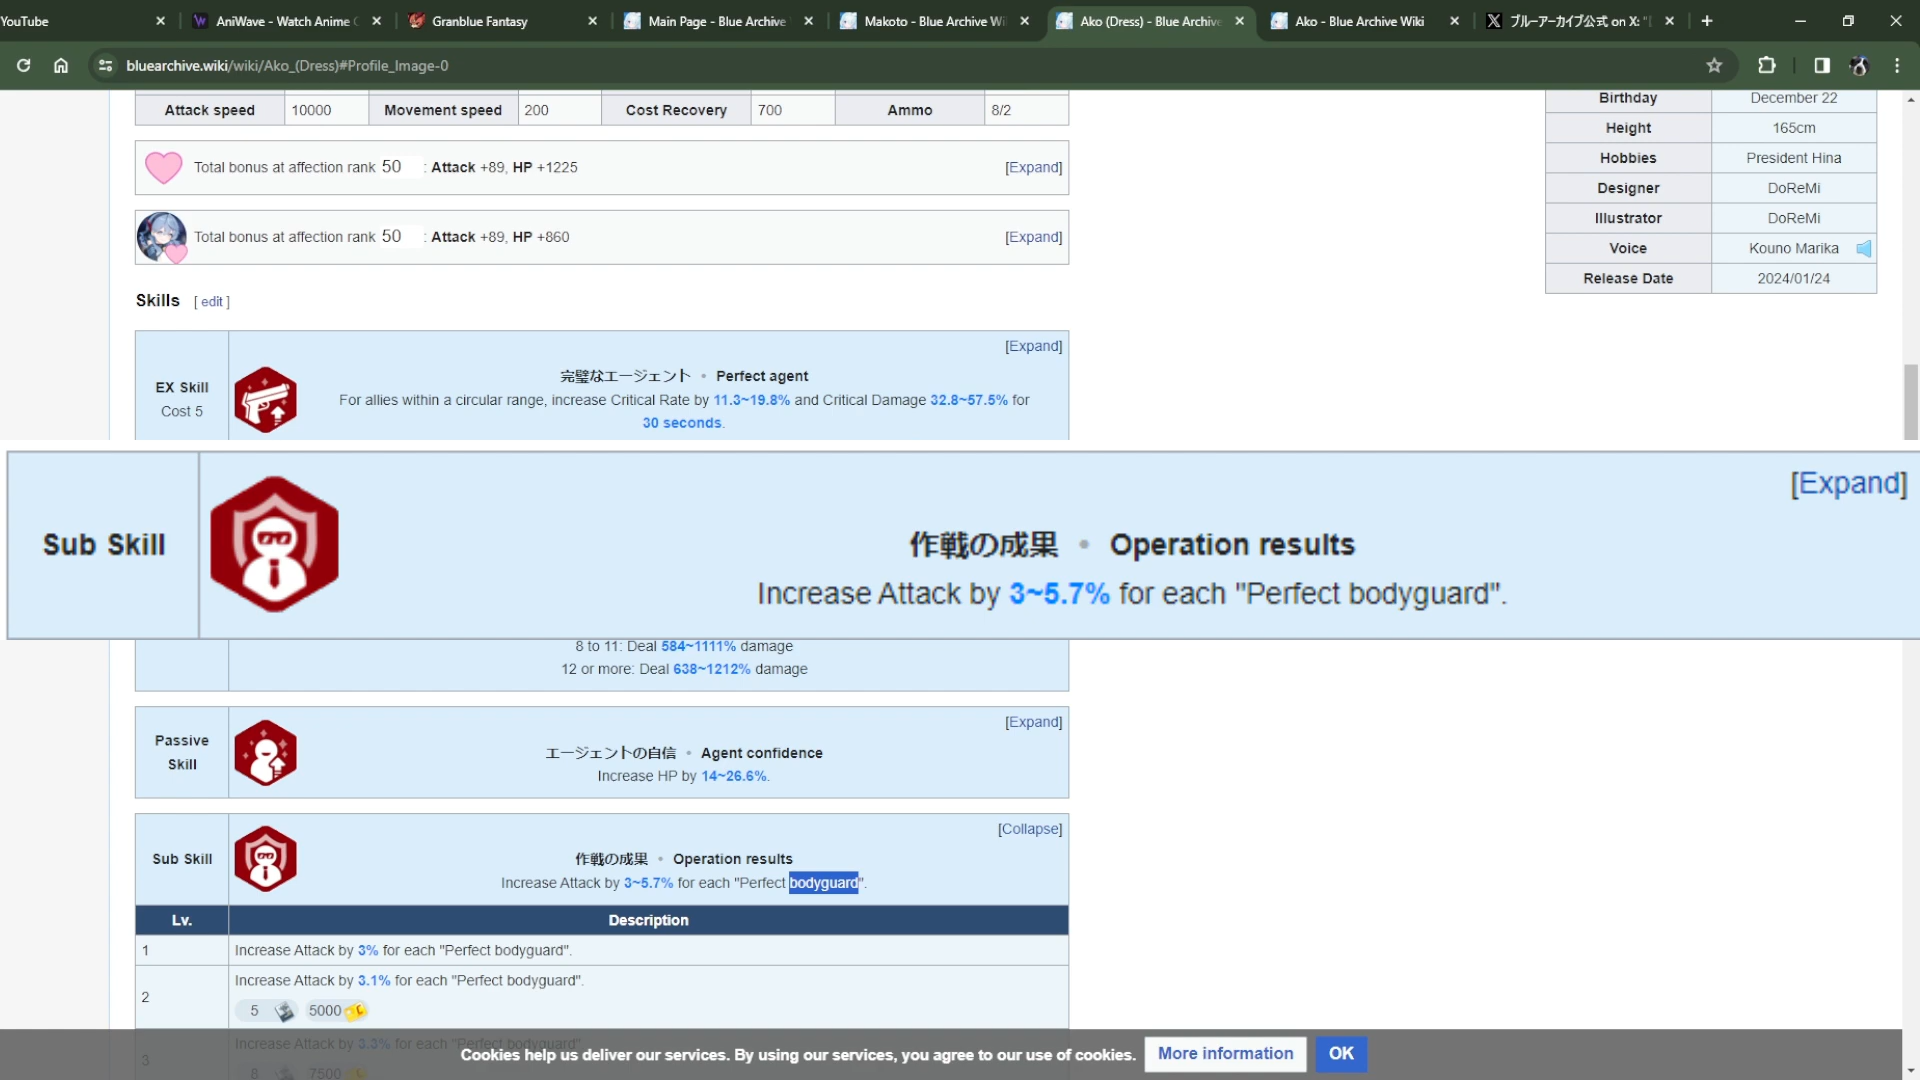 YouTube
AniWave - Watch Anime
Granblue Fantasy
Main Page - Blue Archive
Makoto - Blue Archive Wi
Ako (Dress) - Blue Archive
Ako - Blue Archive Wiki
ブルーアーカイブ公式 on X: "
bluearchive.wiki/wiki/Ako_(Dress)#Profile_Image-0
Attack speed 10000 Movement speed 200 Cost Recovery 700 Ammo 8/2
Total bonus at affection rank 50 : Attack +89, HP +1225 [Expand]
Total bonus at affection rank 50 : Attack +89, HP +860 [Expand]
Birthday December 22
Height 165cm
Hobbies President Hina
Designer DoReMi
Illustrator DoReMi
Voice Kouno Marika
Release Date 2024/01/24
Skills [ edit ]
[Expand]
EX Skill
Cost 5
完璧なエージェント • Perfect agent
For allies within a circular range, increase Critical Rate by 11.3~19.8% and Critical Damage 32.8~57.5% for
30 seconds.
[Expand]
Sub Skill
作戦の成果 • Operation results
Increase Attack by 3~5.7% for each "Perfect bodyguard".
8 to 11: Deal 584~1111% damage
12 or more: Deal 638~1212% damage
[Expand]
Passive
Skill
エージェントの自信 • Agent confidence
Increase HP by 14~26.6%.
[Collapse]
Sub Skill
作戦の成果 • Operation results
Increase Attack by 3~5.7% for each "Perfect bodyguard".
Lv. Description
1 Increase Attack by 3% for each "Perfect bodyguard".
2 Increase Attack by 3.1% for each "Perfect bodyguard".
5 5000
3 Increase Attack by 3.3% for each "Perfect bodyguard".
8 7500
Cookies help us deliver our services. By using our services, you agree to our use of cookies. More information OK